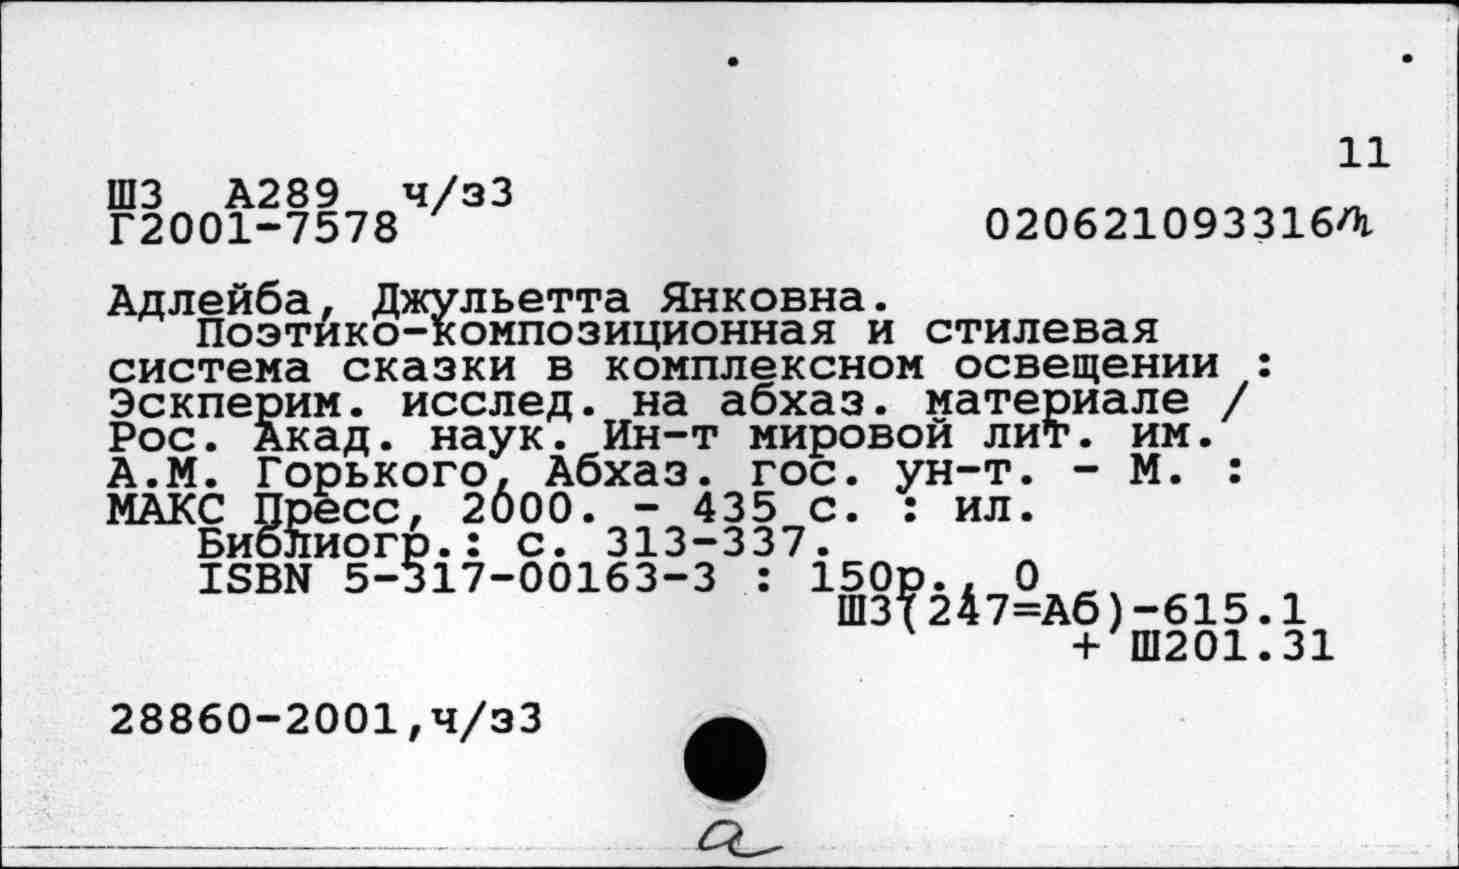 11
Ш3 А289 ч/з3
Г2001-7578 020621093316
Адлейба, Джульетта Янковна.
Поэтико-композиционная и стилевая
система сказки в комплексном освещении :
Эскперим. исслед. на абхаз. материале /
Рос. Акад. наук. Ин-т мировой лит. им.
А.М. Горького, Абхаз. гос. ун-т. - М. :
МАКС Пресс, 2000. - 435 с. : ил.
Библиогр.: с. 313-337.
ISBN 5-317-00163-3 : 150р., 0
Ш3(247=Аб)-615.1
+ Ш201.31
28860-2001,ч/з3
а